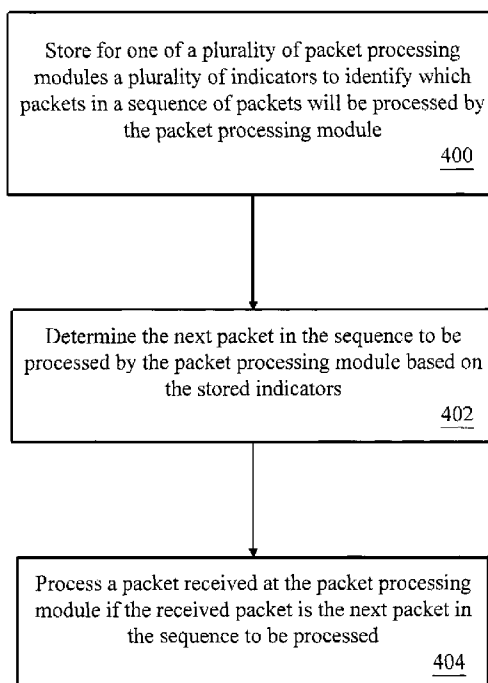 Store for one of a plurality of packet processing
modules a plurality of indicators to identify which
packets in a sequence of packets will be processed by
the packet processing module
400
Determine the next packet in the sequence to be
processed by the packet processing module based on
the stored indicators
402
Process a packet received at the packet processing
module if the received packet is the next packet in
the sequence to be processed
404